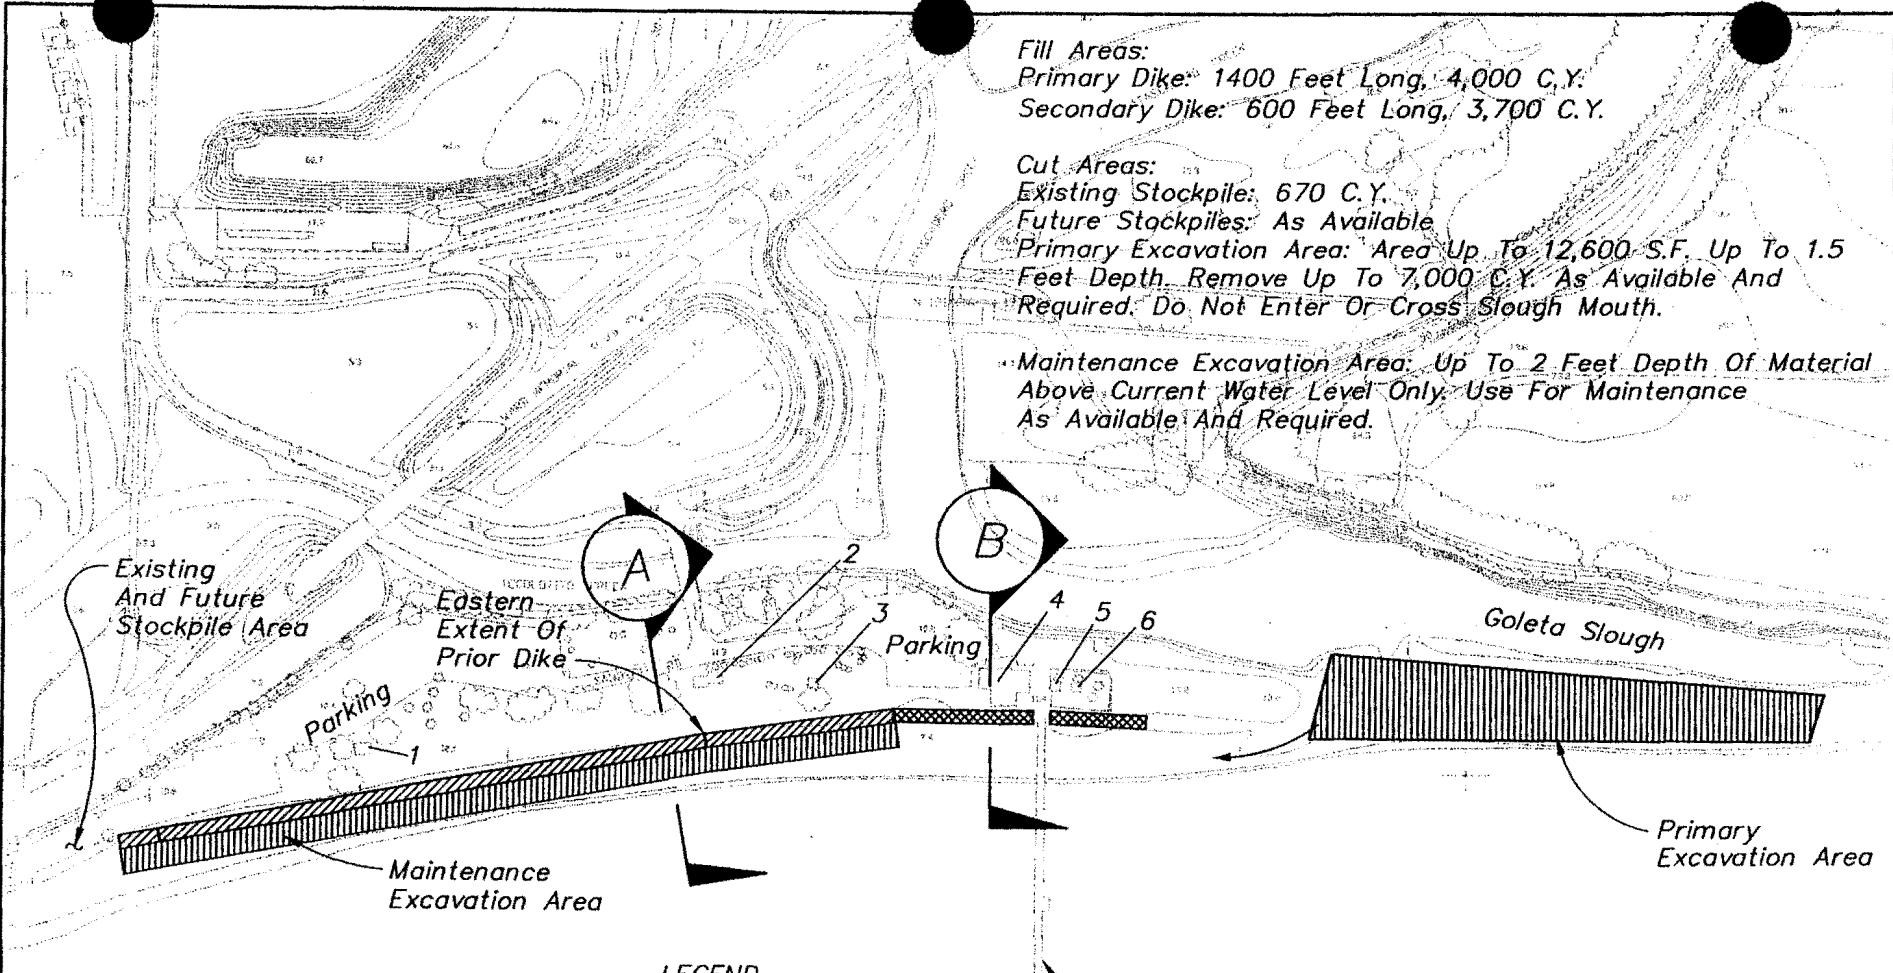 Fill Areas:
Primary Dike: 1400 Feet Long, 4,000 C.Y.
Secondary Dike: 600 Feet Long, 3,700 C.Y.
Cut Areas:
Existing Stockpile: 670 C.Y.
Future Stockpiles: As Available
Primary Excavation Area: Area Up To 12,600 S.F. Up To 1.5
Feet Depth. Remove Up To 7,000 C.Y. As Available And
Required. Do Not Enter Or Cross Slough Mouth.
Maintenance Excavation Area: Up To 2 Feet Depth Of Material
Above Current Water Level Only. Use For Maintenance
As Available And Required.
Existing
And Future
Stockpile Area
Eastern
Extent Of
Prior Dike
A
2
3
Parking
B
4
5
6
Goleta Slough
Parking
1
Maintenance
Excavation Area
Primary
Excavation Area
LEGEND